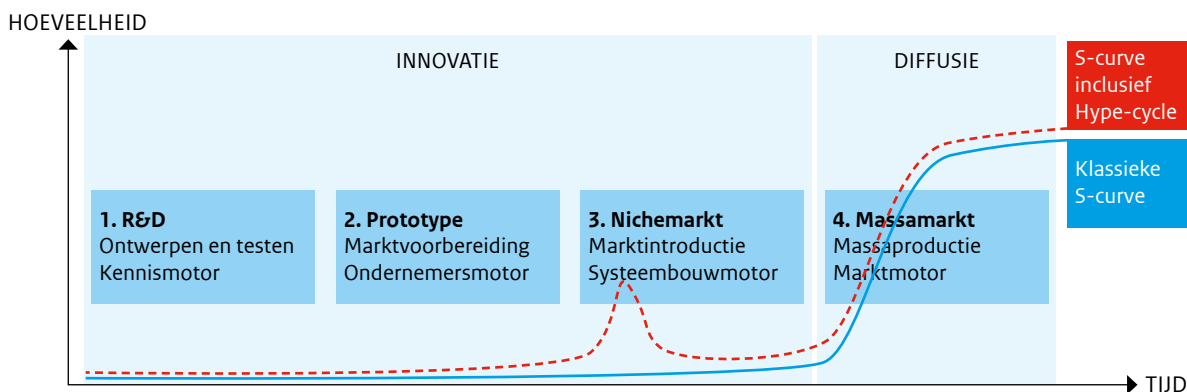 HOEVEELHEID
INNOVATIE
DIFFUSIE
S-curve
inclusief
Hype-cycle
Klassieke
S-curve
1. R&D
Ontwerpen en testen
Kennismotor
2. Prototype
Marktvoorbereiding
Ondernemersmotor
3. Nichemarkt
Marktintroductie
Systeembouwmotor
4. Massamarkt
Massaproductie
Marktmotor
TIJD